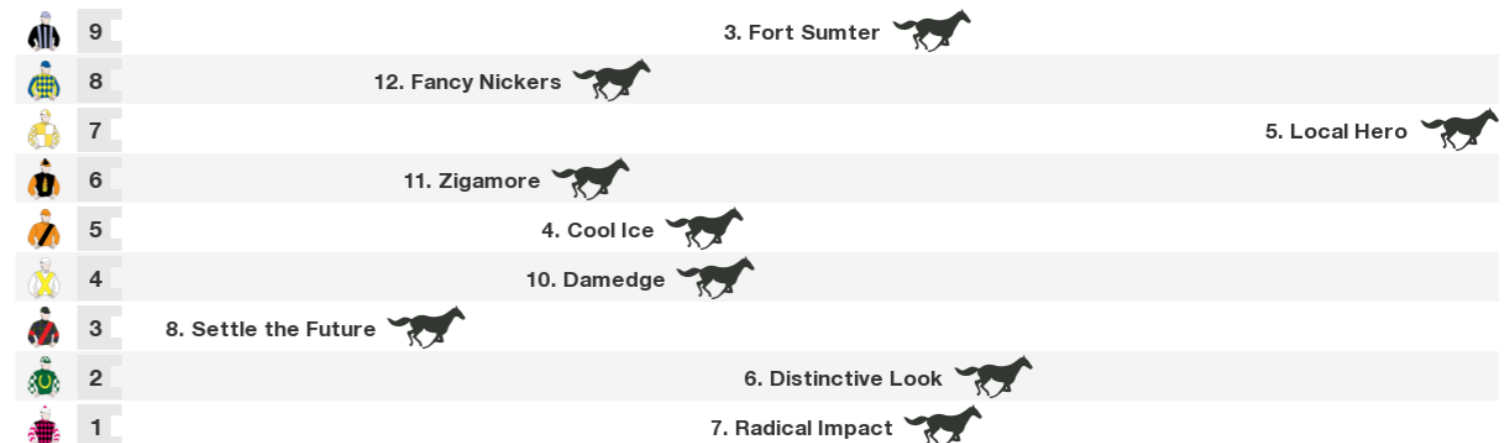 9 3. Fort Sumter
8 12. Fancy Nickers
7 5. Local Hero
6 11. Zigamore
5 4. Cool Ice
4 10. Damedge
3 8. Settle the Future
2 6. Distinctive Look
1 7. Radical Impact